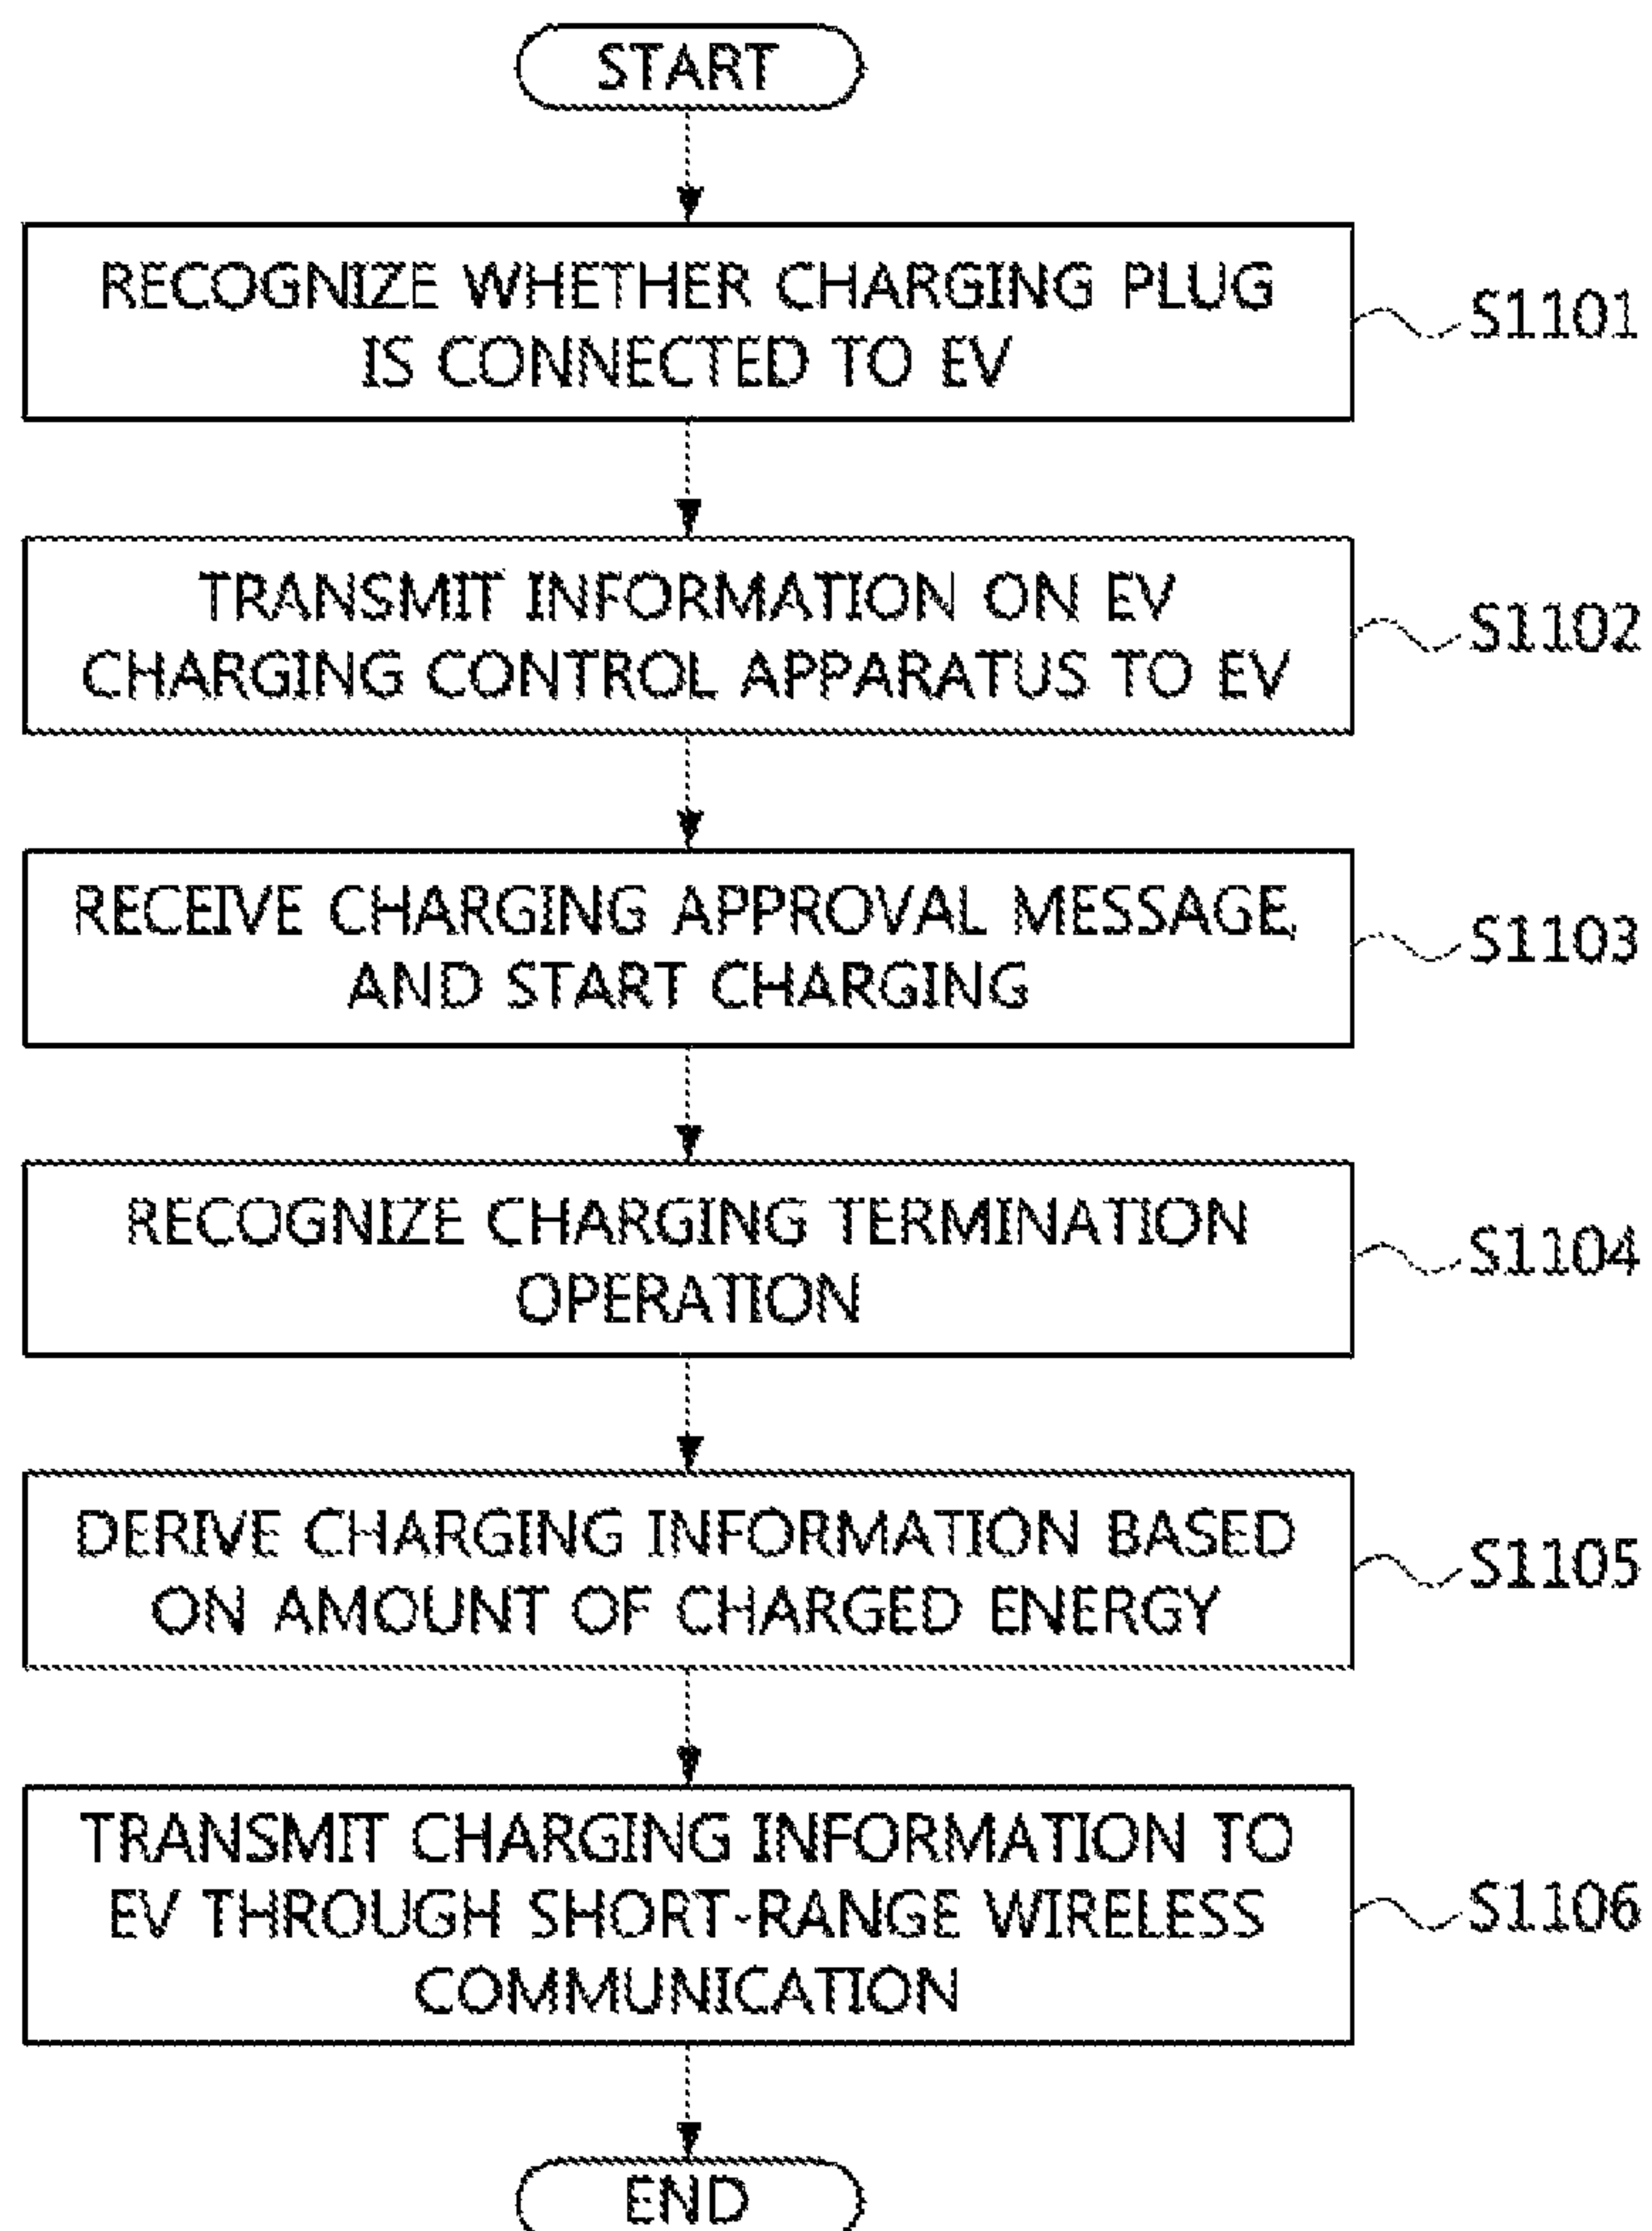 START
RECOGNIZE WHETHER CHARGING PLUG
IS CONNECTED TO EV
S1101
TRANSMIT INFORMATION ON EV
CHARGING CONTROL APPARATUS TO EV
S1102
RECEIVE CHARGING APPROVAL MESSAGE,
AND START CHARGING
S1103
RECOGNIZE CHARGING TERMINATION
OPERATION
S1104
DERIVE CHARGING INFORMATION BASED
ON AMOUNT OF CHARGED ENERGY
S1105
TRANSMIT CHARGING INFORMATION TO
EV THROUGH SHORT-RANGE WIRELESS
COMMUNICATION
S1106
END